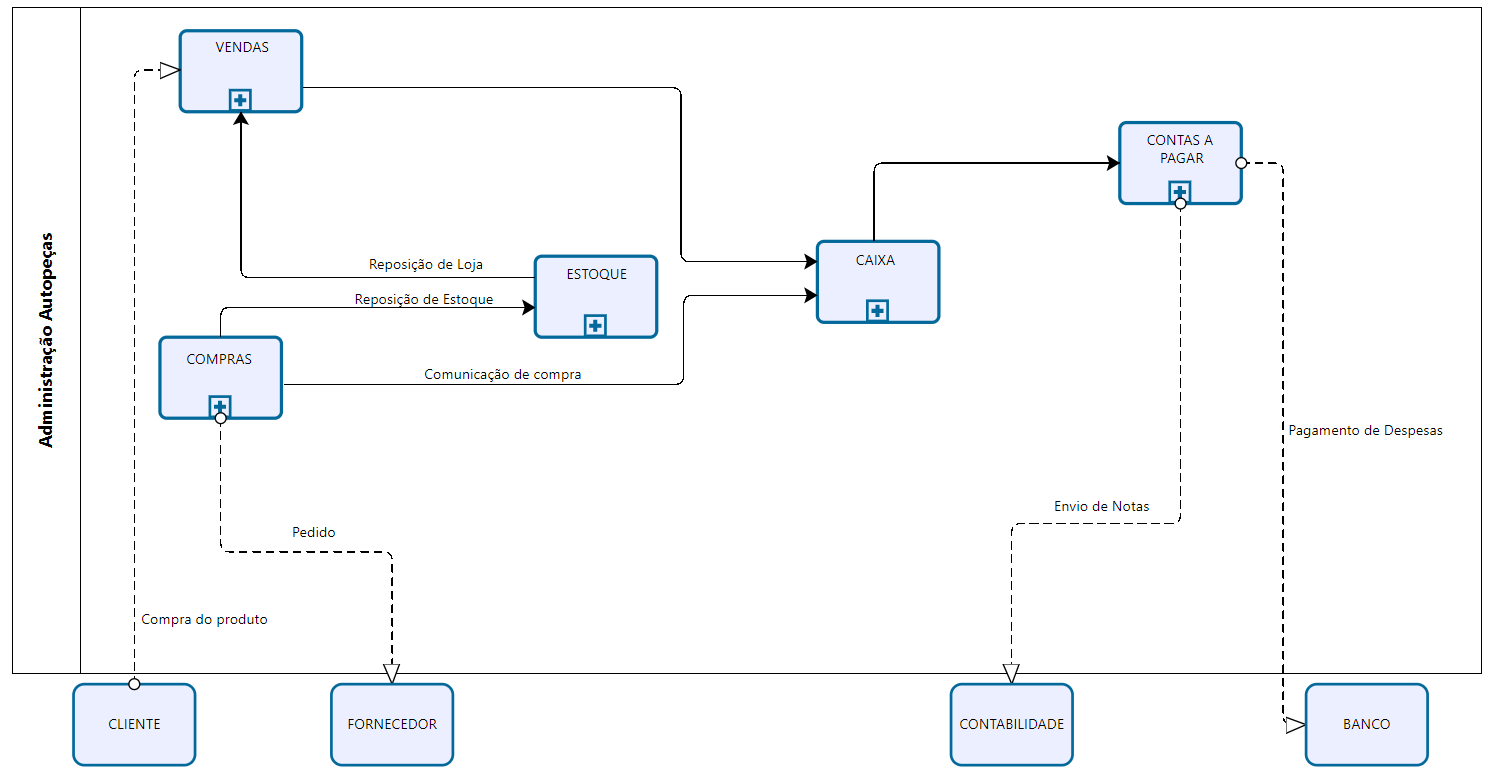 Administração Autopeças
VENDAS
CONTAS A
PAGAR
Reposição de Loja
ESTOQUE
CAIXA
Reposição de Estoque
COMPRAS
Comunicação de compra
Pagamento de Despesas
Envio de Notas
Pedido
Compra do produto
CLIENTE
FORNECEDOR
CONTABILIDADE
BANCO